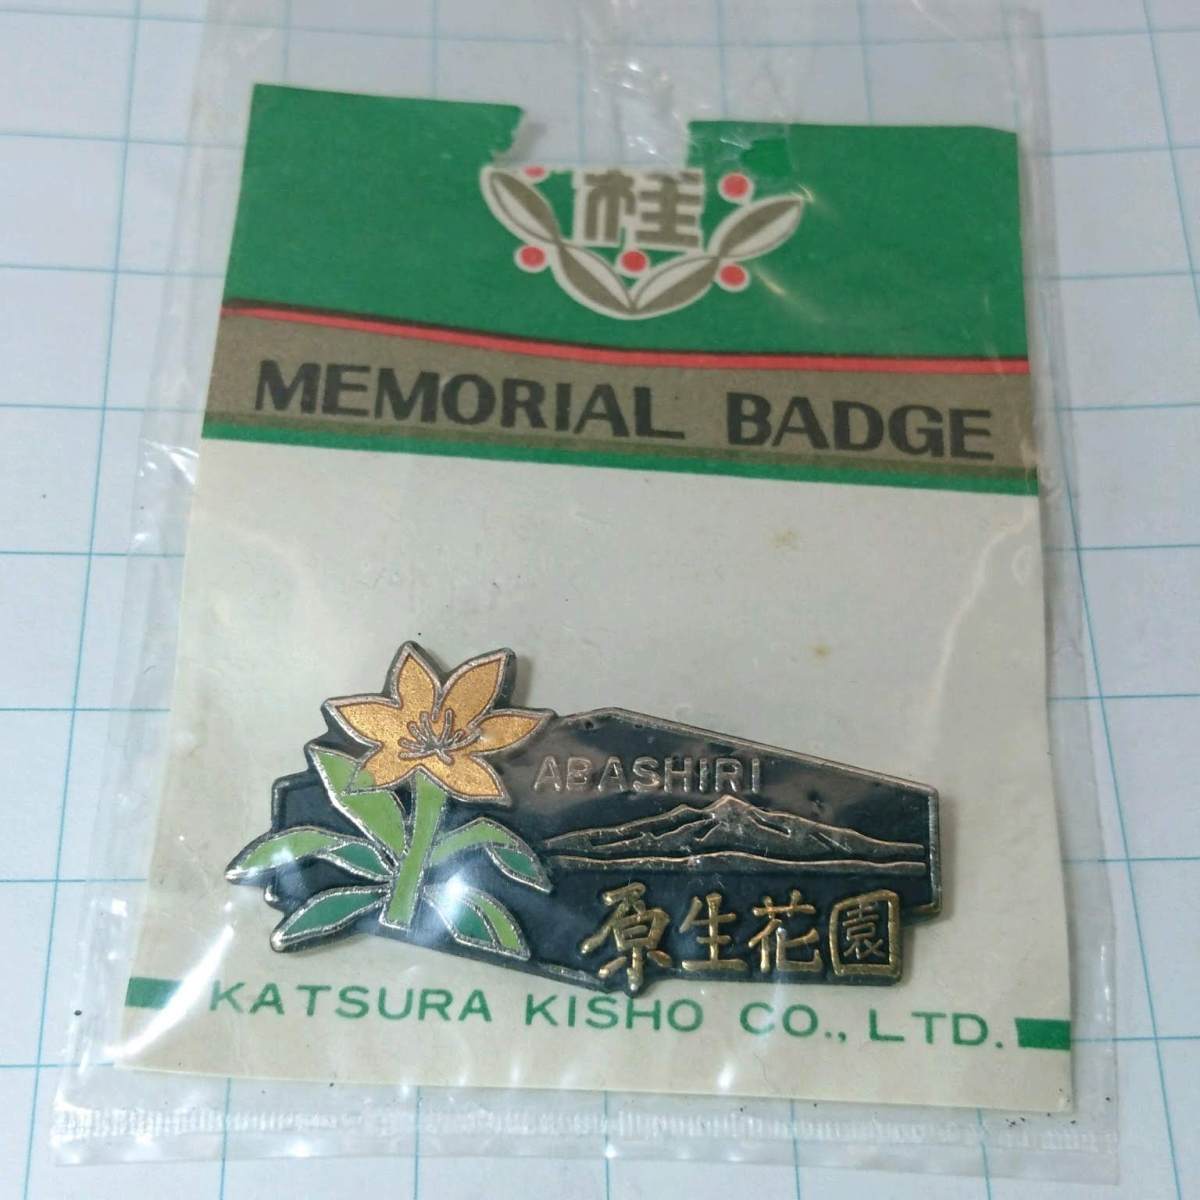 桂
MEMORIAL BADGE
ABASHIRI
原生花園
KATSURA KISHO CO., LTD.